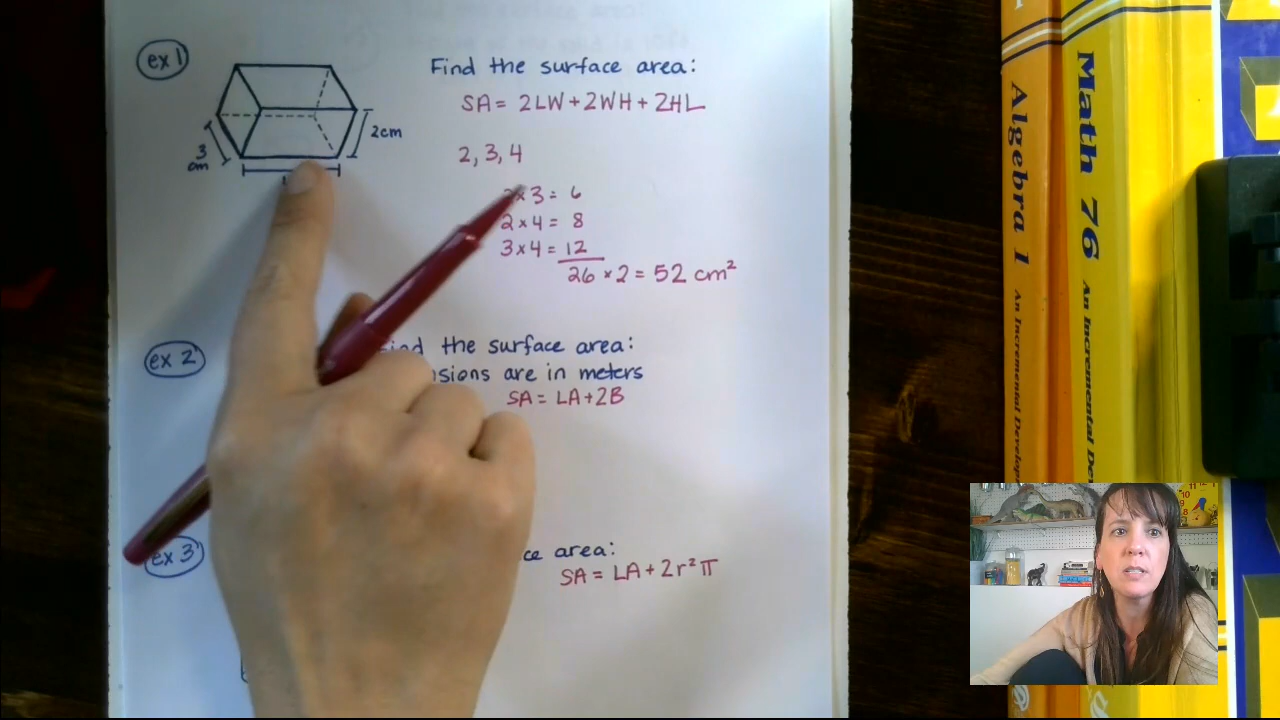 ex 1
Find the surface area:
SA = 2LW + 2WH + 2HL
2cm
3
cm
2, 3, 4
× 3 = 6
2 × 4 = 8
3 × 4 = 12
26 × 2 = 52 cm²
ex 2
the surface area:
are in meters
SA = LA + 2B
ex 3
area:
SA = LA + 2r²π
Algebra 1
An Incremental
Math 76
An Incremental